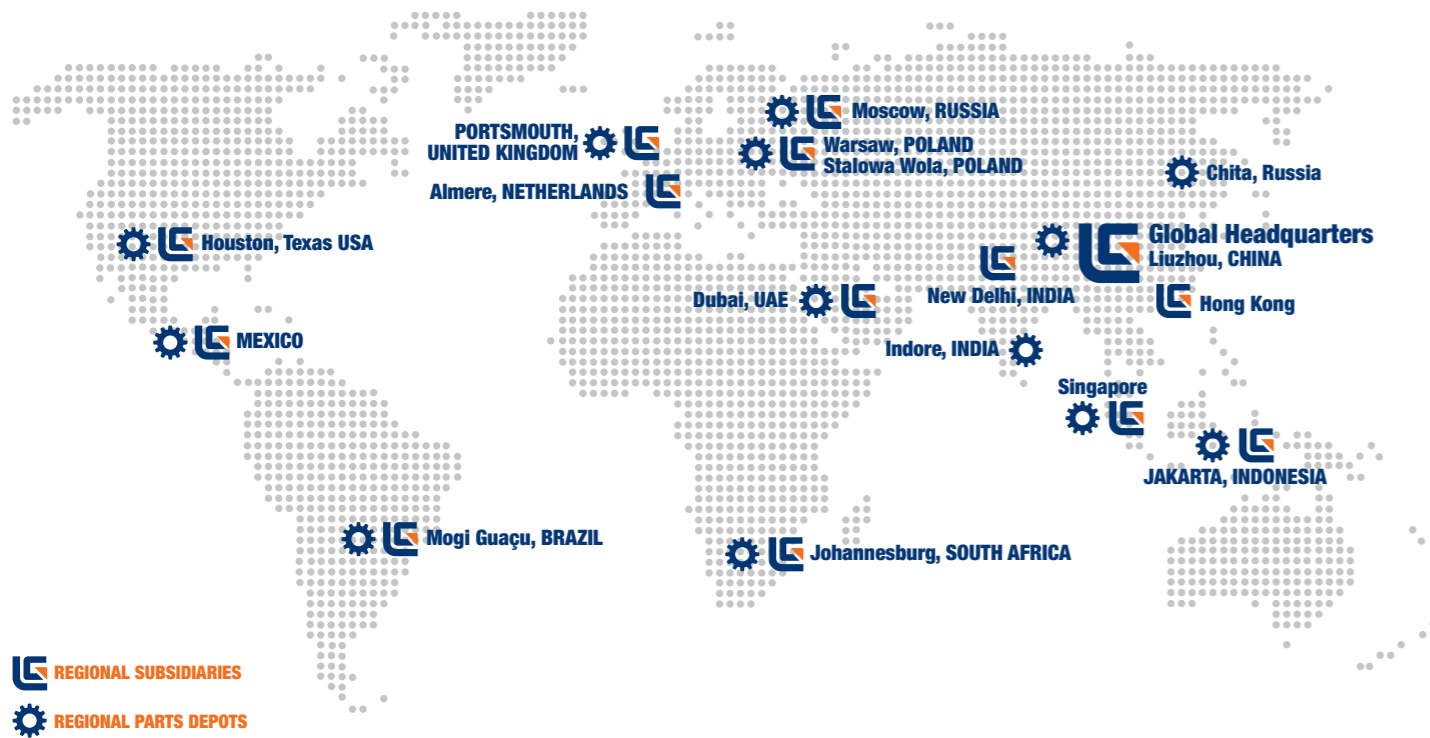 Moscow, RUSSIA
PORTSMOUTH,
UNITED KINGDOM
Warsaw, POLAND
Stalowa Wola, POLAND
Chita, Russia
Almere, NETHERLANDS
Houston, Texas USA
Global Headquarters
Liuzhou, CHINA
New Delhi, INDIA
Dubai, UAE
Hong Kong
MEXICO
Indore, INDIA
Singapore
JAKARTA, INDONESIA
Mogi Guaçu, BRAZIL
Johannesburg, SOUTH AFRICA
REGIONAL SUBSIDIARIES
REGIONAL PARTS DEPOTS